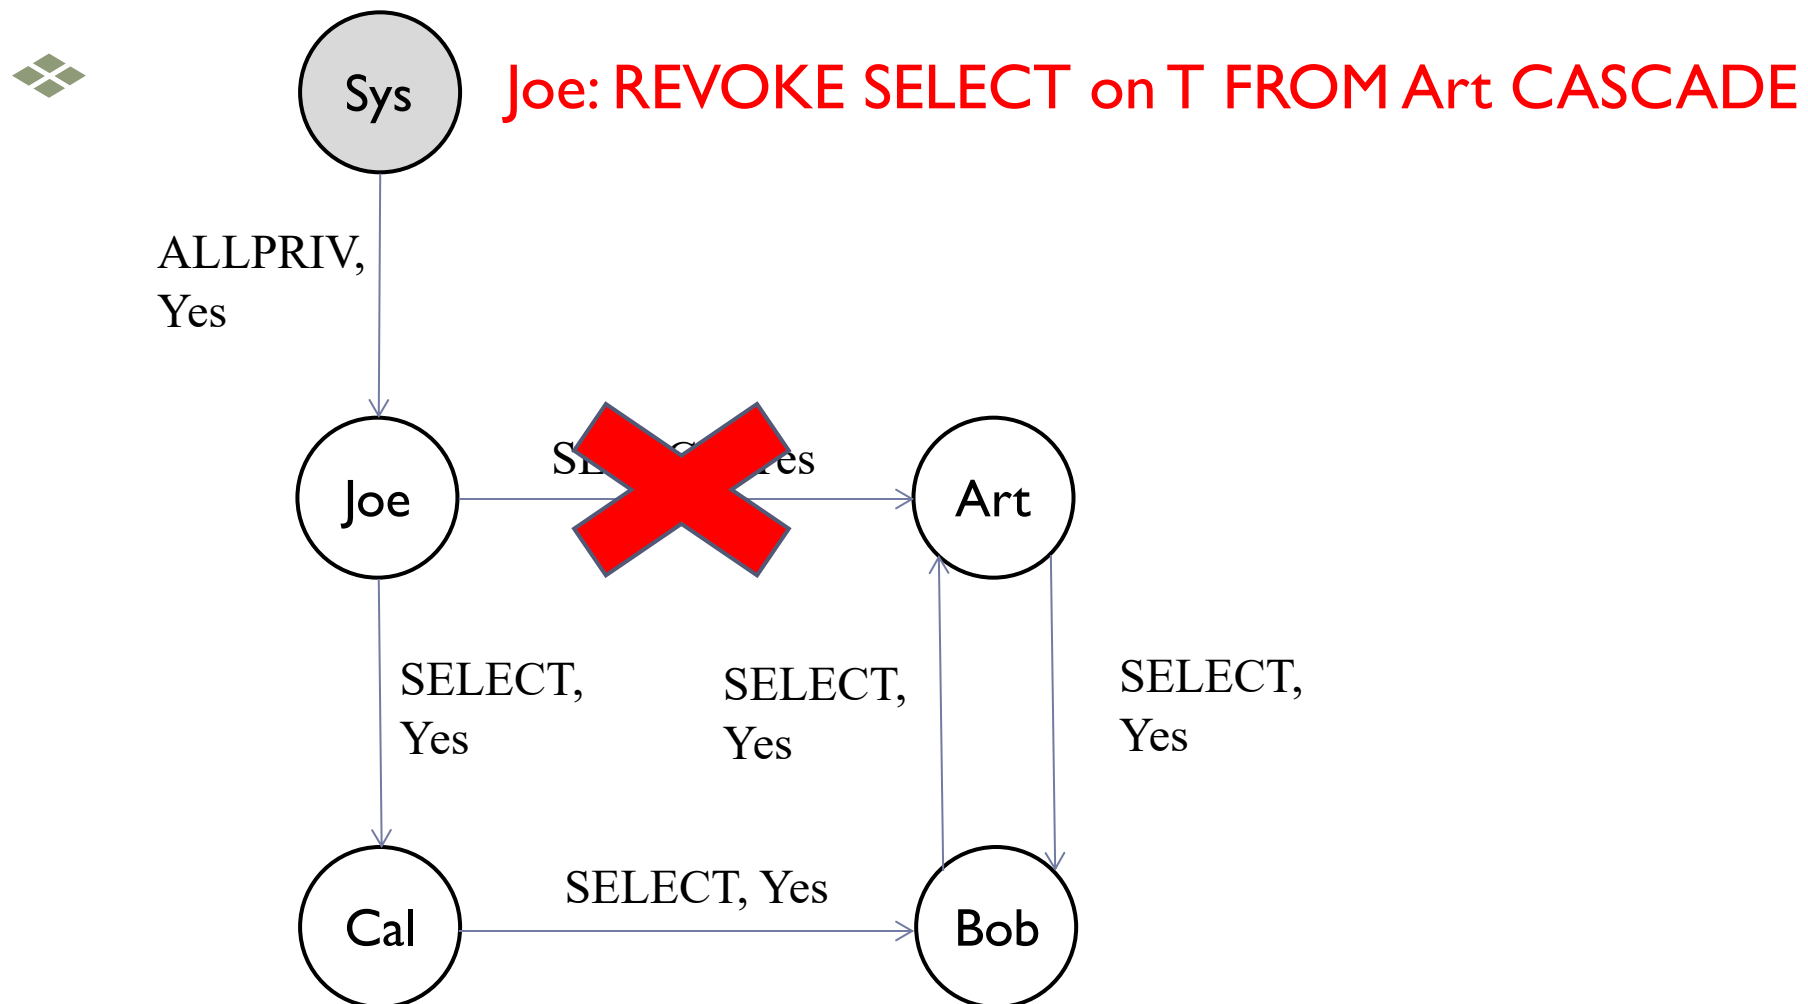 Sys
Joe: REVOKE SELECT on T FROM Art CASCADE
ALLPRIV,
Yes
Joe
Art
SELECT,
Yes
SELECT,
Yes
SELECT,
Yes
SELECT, Yes
Cal
Bob